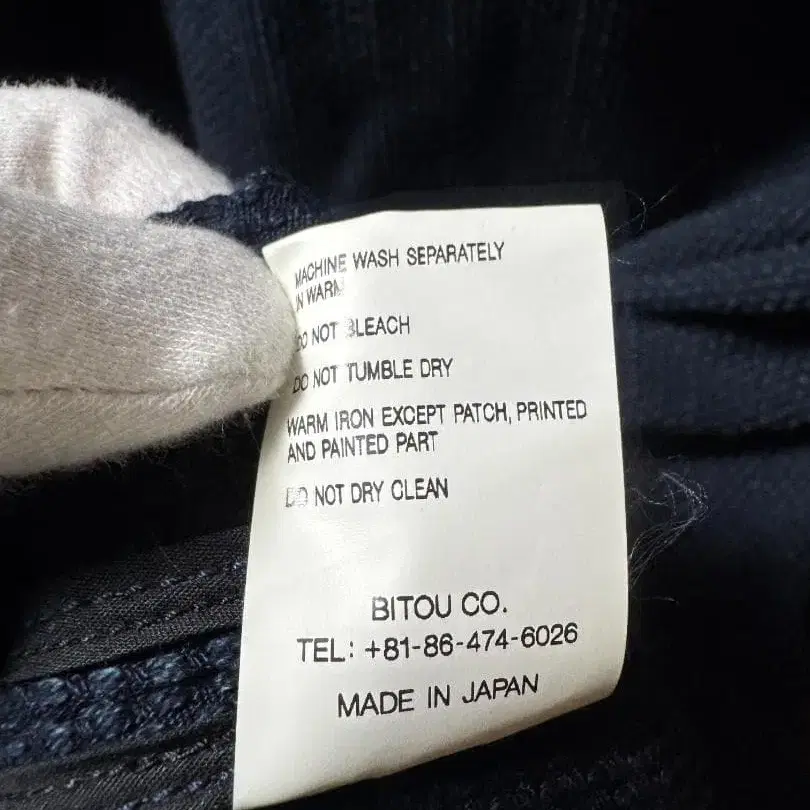 MACHINE WASH SEPARATELY
IN WARM
DO NOT BLEACH
DO NOT TUMBLE DRY
WARM IRON EXCEPT PATCH, PRINTED
AND PAINTED PART
DO NOT DRY CLEAN
BITOU CO.
TEL: +81-86-474-6026
MADE IN JAPAN